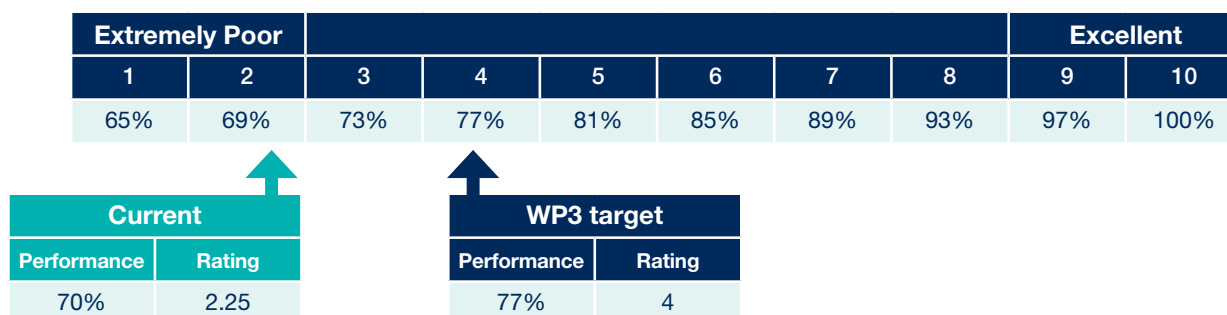 Extremely Poor Excellent
1 2 3 4 5 6 7 8 9 10
65% 69% 73% 77% 81% 85% 89% 93% 97% 100%
Current WP3 target
Performance Rating Performance Rating
70% 2.25 77% 4